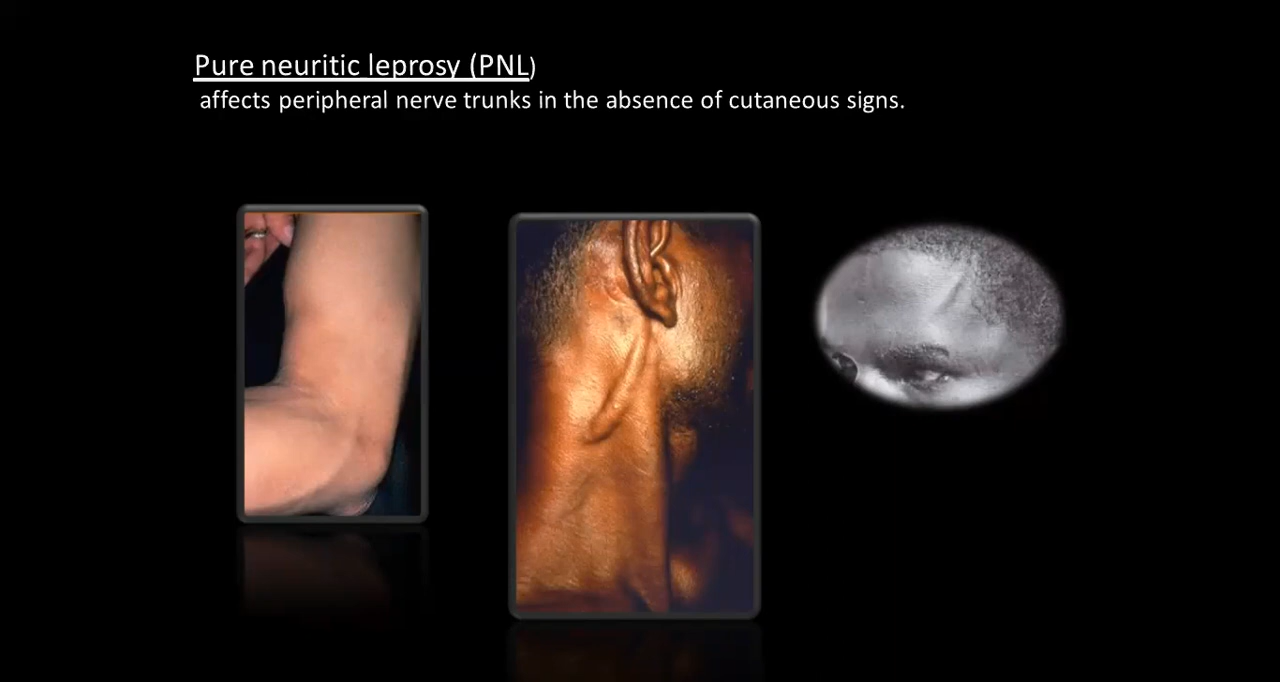 Pure neuritic leprosy (PNL)
affects peripheral nerve trunks in the absence of cutaneous signs.